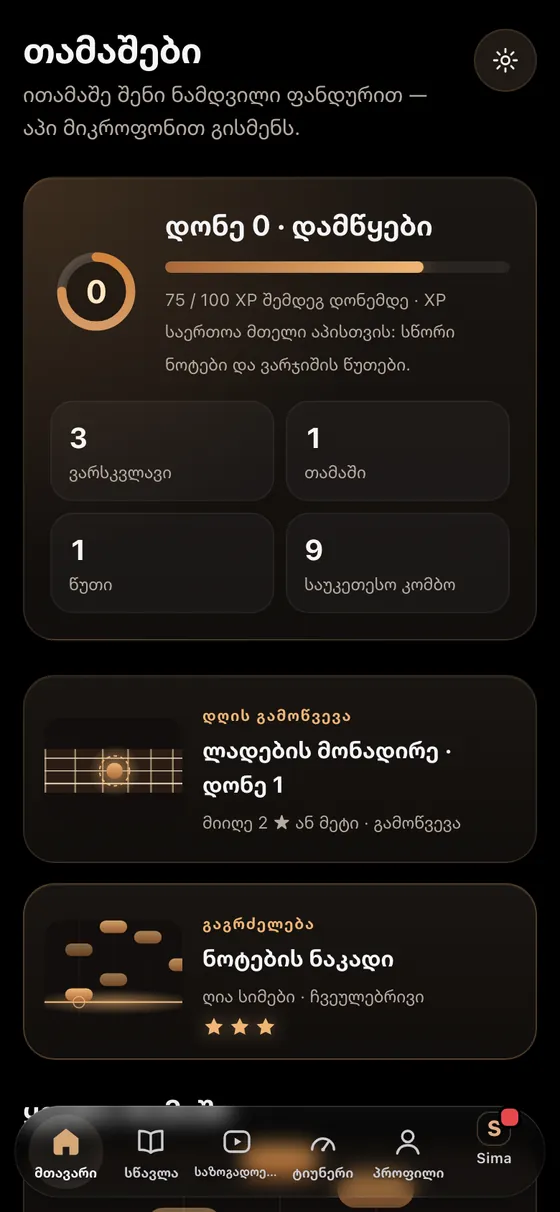 თამაშები
ითამაშე შენი ნამდვილი ფანდურით —
აპი მიკროფონით გისმენს.
დონე 0 · დამწყები
0
75 / 100 XP შემდეგ დონემდე · XP
საერთოა მთელი აპისთვის: სწორი
ნოტები და ვარჯიშის წუთები.
3
ვარსკვლავი
1
თამაში
1
წუთი
9
საუკეთესო კომბო
დღის გამოწვევა
ლადების მონადირე ·
დონე 1
მიიღე 2 ★ ან მეტი · გამოწვევა
გაგრძელება
ნოტების ნაკადი
ღია სიმები · ჩვეულებრივი
★ ★ ★
მთავარი
სწავლა
საზოგადოე...
ტიუნერი
პროფილი
S
Sima